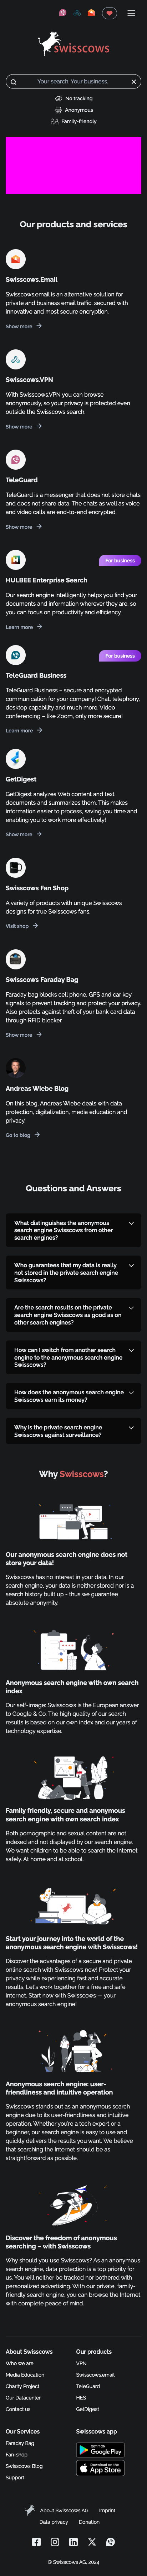 swisscows
Your search. Your business.
No tracking
Anonymous
Family-friendly
Our products and services
Swisscows.Email
Swisscows.email is an alternative solution for
private and business email traffic, secured with
innovative and most secure encryption.
Show more
Swisscows.VPN
With Swisscows.VPN you can browse
anonymously, so your privacy is protected even
outside the Swisscows search.
Show more
TeleGuard
TeleGuard is a messenger that does not store chats
and does not share data. The chats as well as voice
and video calls are end-to-end encrypted.
Show more
For business
HULBEE Enterprise Search
Our search engine intelligently helps you to find
documents and information wherever they are, so
you can focus on productivity and efficiency.
Learn more
For business
TeleGuard Business
TeleGuard Business – secure and encrypted
communication for your company! Chat, telephony,
desktop capability and much more. Video
conferencing – like Zoom, only more secure!
Learn more
GetDigest
GetDigest analyzes Web content and text
documents and summarizes them. This makes
information easier to process, saving you time and
enabling you to work more effectively!
Show more
Swisscows Fan Shop
A variety of products with unique Swisscows
designs for true Swisscows fans.
Visit shop
Swisscows Faraday Bag
Faraday bag blocks cell phone, GPS and car key
signals to prevent tracking and protect your privacy.
Also protects against theft of your bank card data
through RFID blocker.
Show more
Andreas Wiebe Blog
On this blog, Andreas Wiebe deals with data
protection, digitalization, media education and
privacy.
Go to blog
Questions and Answers
What distinguishes the anonymous
search engine Swisscows from other
search engines?
Who guarantees that my data is really
not stored in the private search engine
Swisscows?
Are the search results on the private
search engine Swisscows as good as on
other search engines?
How can I switch from another search
engine to the anonymous search engine
Swisscows?
How does the anonymous search engine
Swisscows earn its money?
Why is the private search engine
Swisscows against surveillance?
Why Swisscows?
Our anonymous search engine does not
store your data!
Swisscows has no interest in your data. In our
search engine, your data is neither stored nor is a
search history built up - thus we guarantee
absolute anonymity.
Anonymous search engine with own search
index
Our self-image: Swisscows is the European answer
to Google & Co. The high quality of our search
results is based on our own index and our years of
technology expertise.
Family friendly, secure and anonymous
search engine with own search index
Both pornographic and sexual content are not
indexed and not displayed by our search engine.
We want children to be able to search the Internet
safely. At home and at school.
Start your journey into the world of the
anonymous search engine with Swisscows!
Discover the advantages of a secure and private
search engine with Swisscows now! Protect your
privacy while experiencing fast and accurate
results. Let's work together for a free and safe
Internet. Start now with Swisscows — your
anonymous search engine!
Anonymous search engine: user-
friendliness and intuitive operation
Swisscows stands out as an anonymous search
engine due to its user-friendliness and intuitive
operation. Whether you're a tech expert or a
beginner, our search engine is easy to use and
quickly delivers the results you want. We believe
that searching the Internet should be as
straightforward as possible.
Discover the freedom of anonymous
searching – with Swisscows
Why should you use Swisscows? As an anonymous
search engine, data protection is a top priority for
us. You will neither be tracked nor bothered with
personalized advertising. With our private, family-
friendly search engine, you can browse the Internet
with complete peace of mind.
About Swisscows
Who we are
Media Education
Charity Project
Our Datacenter
Contact us
Our products
VPN
Swisscows.email
TeleGuard
HES
GetDigest
Our Services
Faraday Bag
Fan-shop
Swisscows Blog
Support
Swisscows app
GET IT ON
Google Play
Download on the
App Store
About Swisscows AG Imprint
Data privacy Donation
© Swisscows AG, 2024